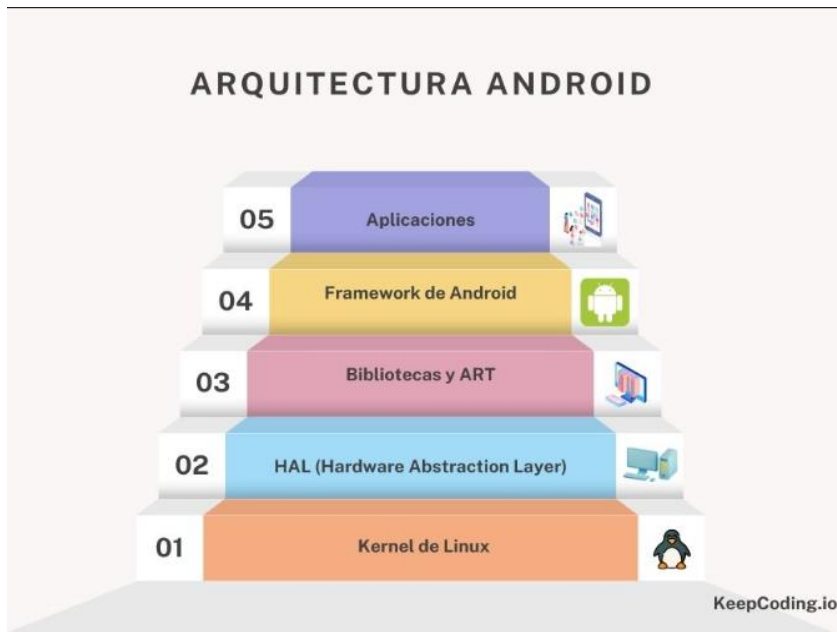 ARQUITECTURA ANDROID
05
Aplicaciones
04
Framework de Android
03
Bibliotecas y ART
02
HAL (Hardware Abstraction Layer)
01
Kernel de Linux
KeepCoding.io